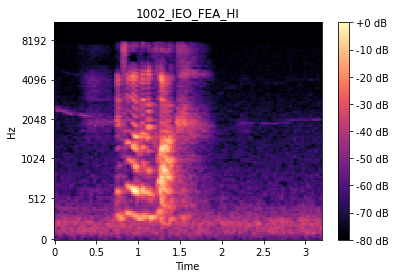 1002_IEO_FEA_HI
+0 dB
8192
-10 dB
4096
-20 dB
-30 dB
2048
-40 dB
Hz
1024
-50 dB
512
-60 dB
-70 dB
0
-80 dB
0 0.5 1 1.5 2 2.5 3
Time